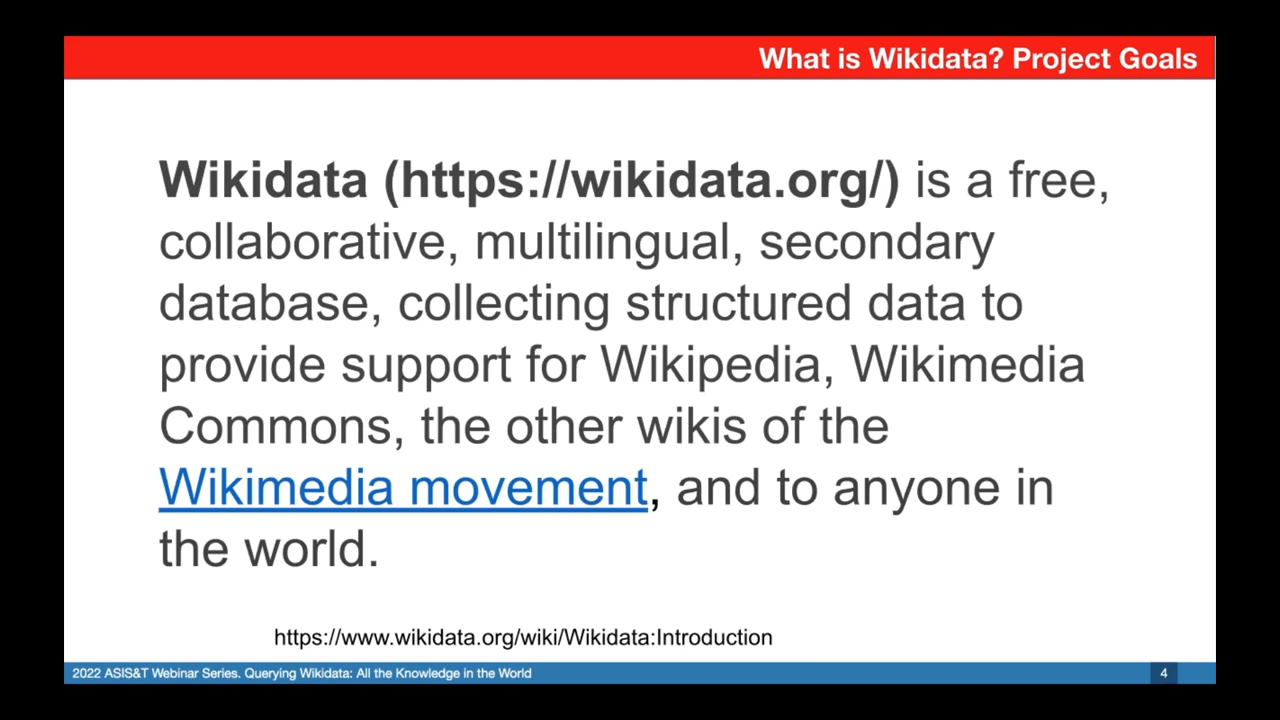 What is Wikidata? Project Goals
Wikidata (https://wikidata.org/) is a free,
collaborative, multilingual, secondary
database, collecting structured data to
provide support for Wikipedia, Wikimedia
Commons, the other wikis of the
Wikimedia movement, and to anyone in
the world.
https://www.wikidata.org/wiki/Wikidata:Introduction
2022 ASIS&T Webinar Series. Querying Wikidata: All the Knowledge in the World
4